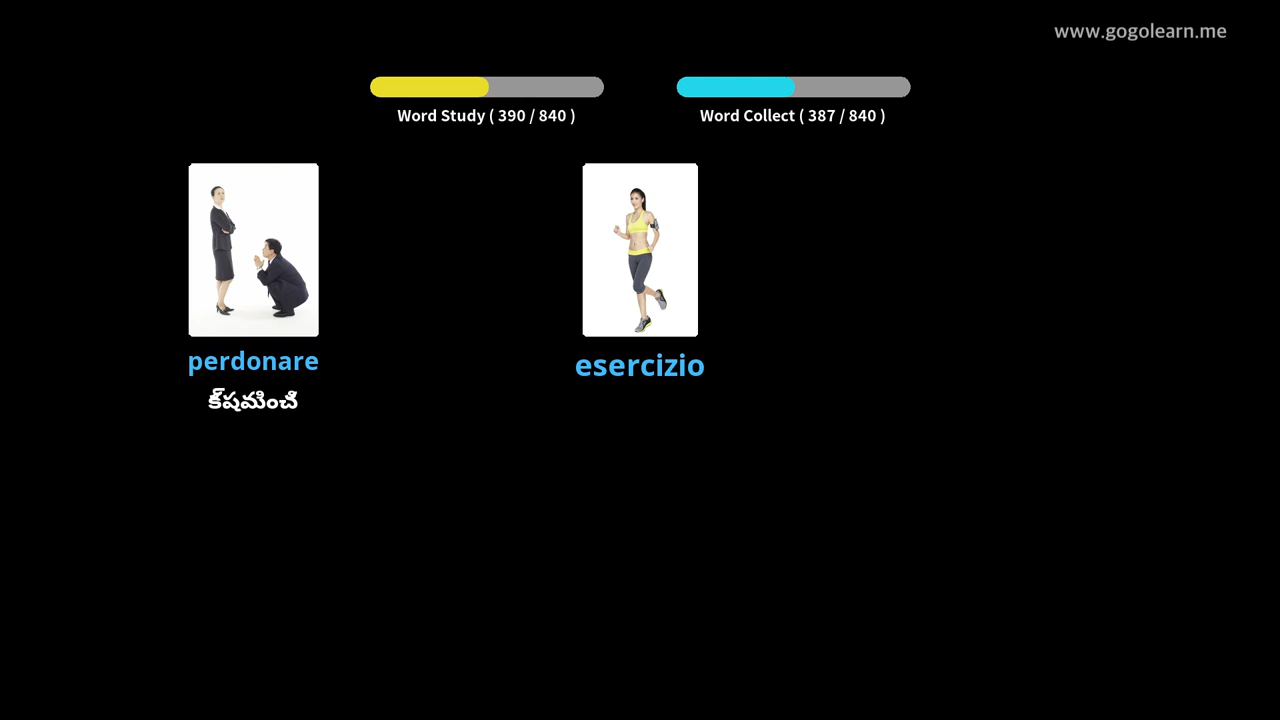 www.gogolearn.me
Word Study ( 390 / 840 )
Word Collect ( 387 / 840 )
perdonare
esercizio
క్షమించి